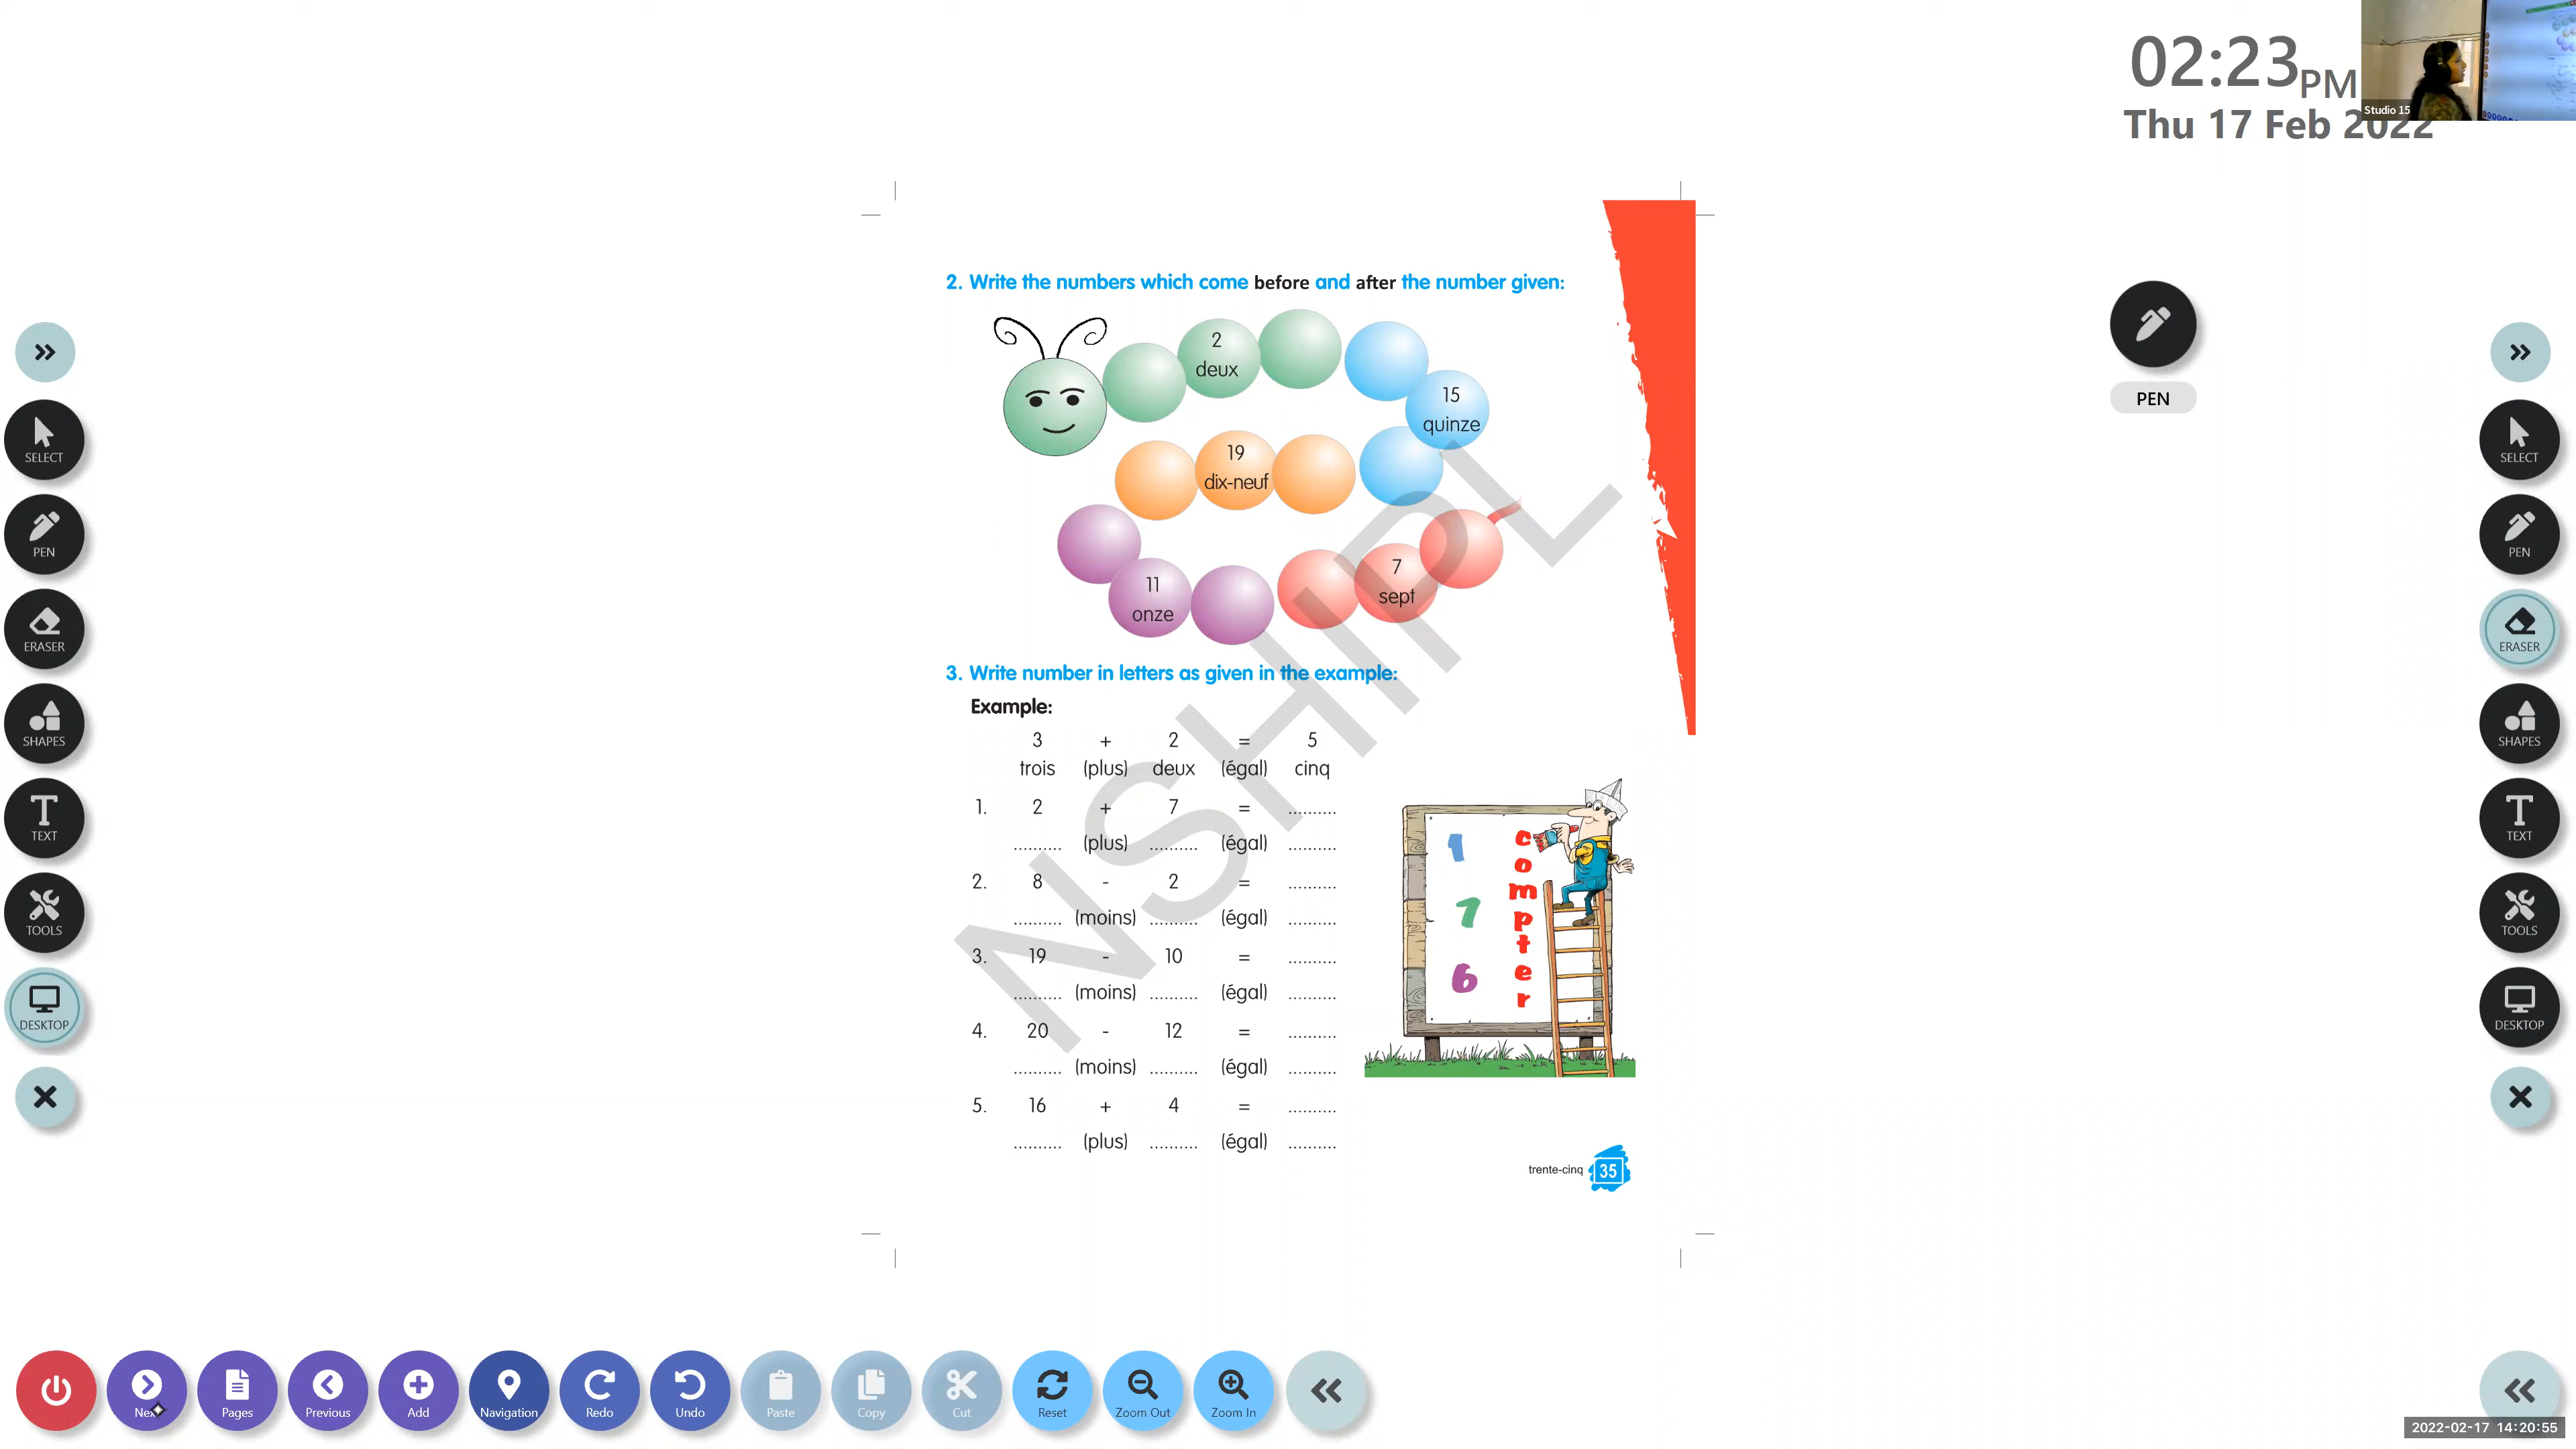 02:23 PM
Studio 15
Thu 17 Feb 2022
2. Write the numbers which come before and after the number given:
2
deux
15
quinze
19
dix-neuf
11
onze
7
sept
3. Write number in letters as given in the example:
Example:
3 + 2 = 5
trois (plus) deux (égal) cinq
1. 2 + 7 = ..........
.......... (plus) .......... (égal) ..........
2. 8 - 2 = ..........
.......... (moins) .......... (égal) ..........
3. 19 - 10 = ..........
.......... (moins) .......... (égal) ..........
4. 20 - 12 = ..........
.......... (moins) .......... (égal) ..........
5. 16 + 4 = ..........
.......... (plus) .......... (égal) ..........
1
7
6
compter
NSHIPL
trente-cinq 35
SELECT
PEN
ERASER
SHAPES
TEXT
TOOLS
DESKTOP
PEN
SELECT
PEN
ERASER
SHAPES
TEXT
TOOLS
DESKTOP
Next
Pages
Previous
Add
Navigation
Redo
Undo
Paste
Copy
Cut
Reset
Zoom Out
Zoom In
2022-02-17 14:20:55